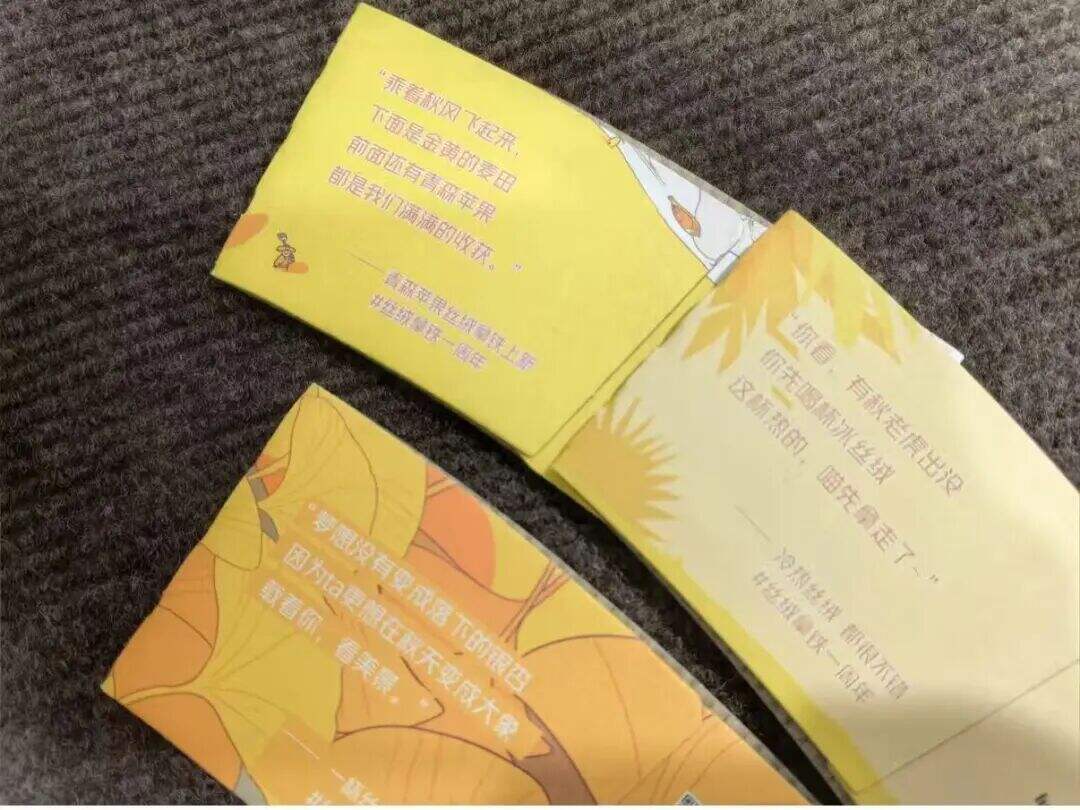 “乘着秋风飞起来，
下面是金黄的麦田
前面还有青森苹果
都是我们满满的收获。”
——青森苹果丝绒拿铁上新
#丝绒拿铁一周年
“你看，有秋老虎出没
你先喝杯冰丝绒
这杯热的，喵先拿走了~”
——冷热丝绒 都很不错
#丝绒拿铁一周年
“梦想没有变成落下的银杏
因为ta更想在秋天变成大象
载着你，看美景。”
——一杯丝